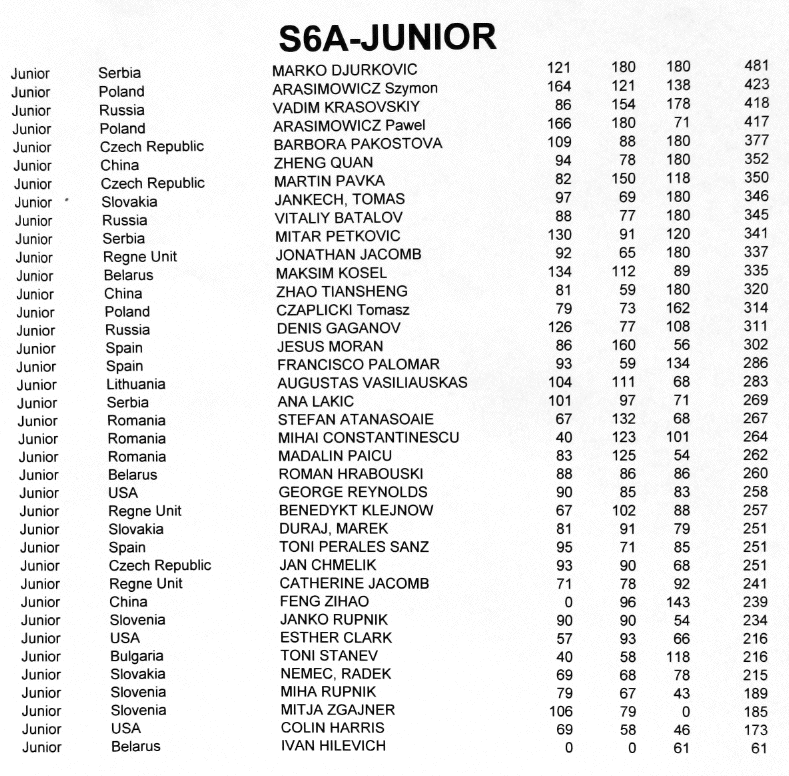 S6A-JUNIOR
Junior Serbia MARKO DJURKOVIC 121 180 180 481
Junior Poland ARASIMOWICZ Szymon 164 121 138 423
Junior Russia VADIM KRASOVSKIY 86 154 178 418
Junior Poland ARASIMOWICZ Pawel 166 180 71 417
Junior Czech Republic BARBORA PAKOSTOVA 109 88 180 377
Junior China ZHENG QUAN 94 78 180 352
Junior Czech Republic MARTIN PAVKA 82 150 118 350
Junior Slovakia JANKECH, TOMAS 97 69 180 346
Junior Russia VITALIY BATALOV 88 77 180 345
Junior Serbia MITAR PETKOVIC 130 91 120 341
Junior Regne Unit JONATHAN JACOMB 92 65 180 337
Junior Belarus MAKSIM KOSEL 134 112 89 335
Junior China ZHAO TIANSHENG 81 59 180 320
Junior Poland CZAPLICKI Tomasz 79 73 162 314
Junior Russia DENIS GAGANOV 126 77 108 311
Junior Spain JESUS MORAN 86 160 56 302
Junior Spain FRANCISCO PALOMAR 93 59 134 286
Junior Lithuania AUGUSTAS VASILIAUSKAS 104 111 68 283
Junior Serbia ANA LAKIC 101 97 71 269
Junior Romania STEFAN ATANASOAIE 67 132 68 267
Junior Romania MIHAI CONSTANTINESCU 40 123 101 264
Junior Romania MADALIN PAICU 83 125 54 262
Junior Belarus ROMAN HRABOUSKI 88 86 86 260
Junior USA GEORGE REYNOLDS 90 85 83 258
Junior Regne Unit BENEDYKT KLEJNOW 67 102 88 257
Junior Slovakia DURAJ, MAREK 81 91 79 251
Junior Spain TONI PERALES SANZ 95 71 85 251
Junior Czech Republic JAN CHMELIK 93 90 68 251
Junior Regne Unit CATHERINE JACOMB 71 78 92 241
Junior China FENG ZIHAO 0 96 143 239
Junior Slovenia JANKO RUPNIK 90 90 54 234
Junior USA ESTHER CLARK 57 93 66 216
Junior Bulgaria TONI STANEV 40 58 118 216
Junior Slovakia NEMEC, RADEK 69 68 78 215
Junior Slovenia MIHA RUPNIK 79 67 43 189
Junior Slovenia MITJA ZGAJNER 106 79 0 185
Junior USA COLIN HARRIS 69 58 46 173
Junior Belarus IVAN HILEVICH 0 0 61 61